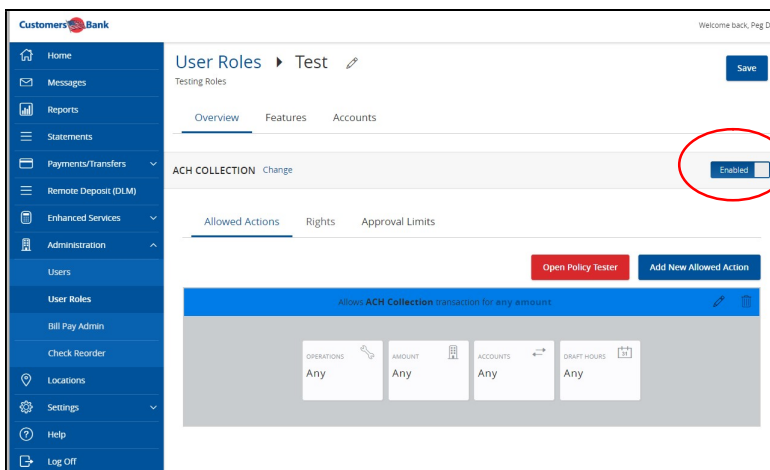 Customers Bank
Welcome back, Peg D
Home
Messages
Reports
Statements
Payments/Transfers
Remote Deposit (DLM)
Enhanced Services
Administration
Users
User Roles
Bill Pay Admin
Check Reorder
Locations
Settings
Help
Log Off
User Roles Test
Save
Testing Roles
Overview Features Accounts
ACH COLLECTION Change
Enabled
Allowed Actions Rights Approval Limits
Open Policy Tester Add New Allowed Action
Allows ACH Collection transaction for any amount
OPERATIONS AMOUNT ACCOUNTS DRAFT HOURS
31
Any Any Any Any